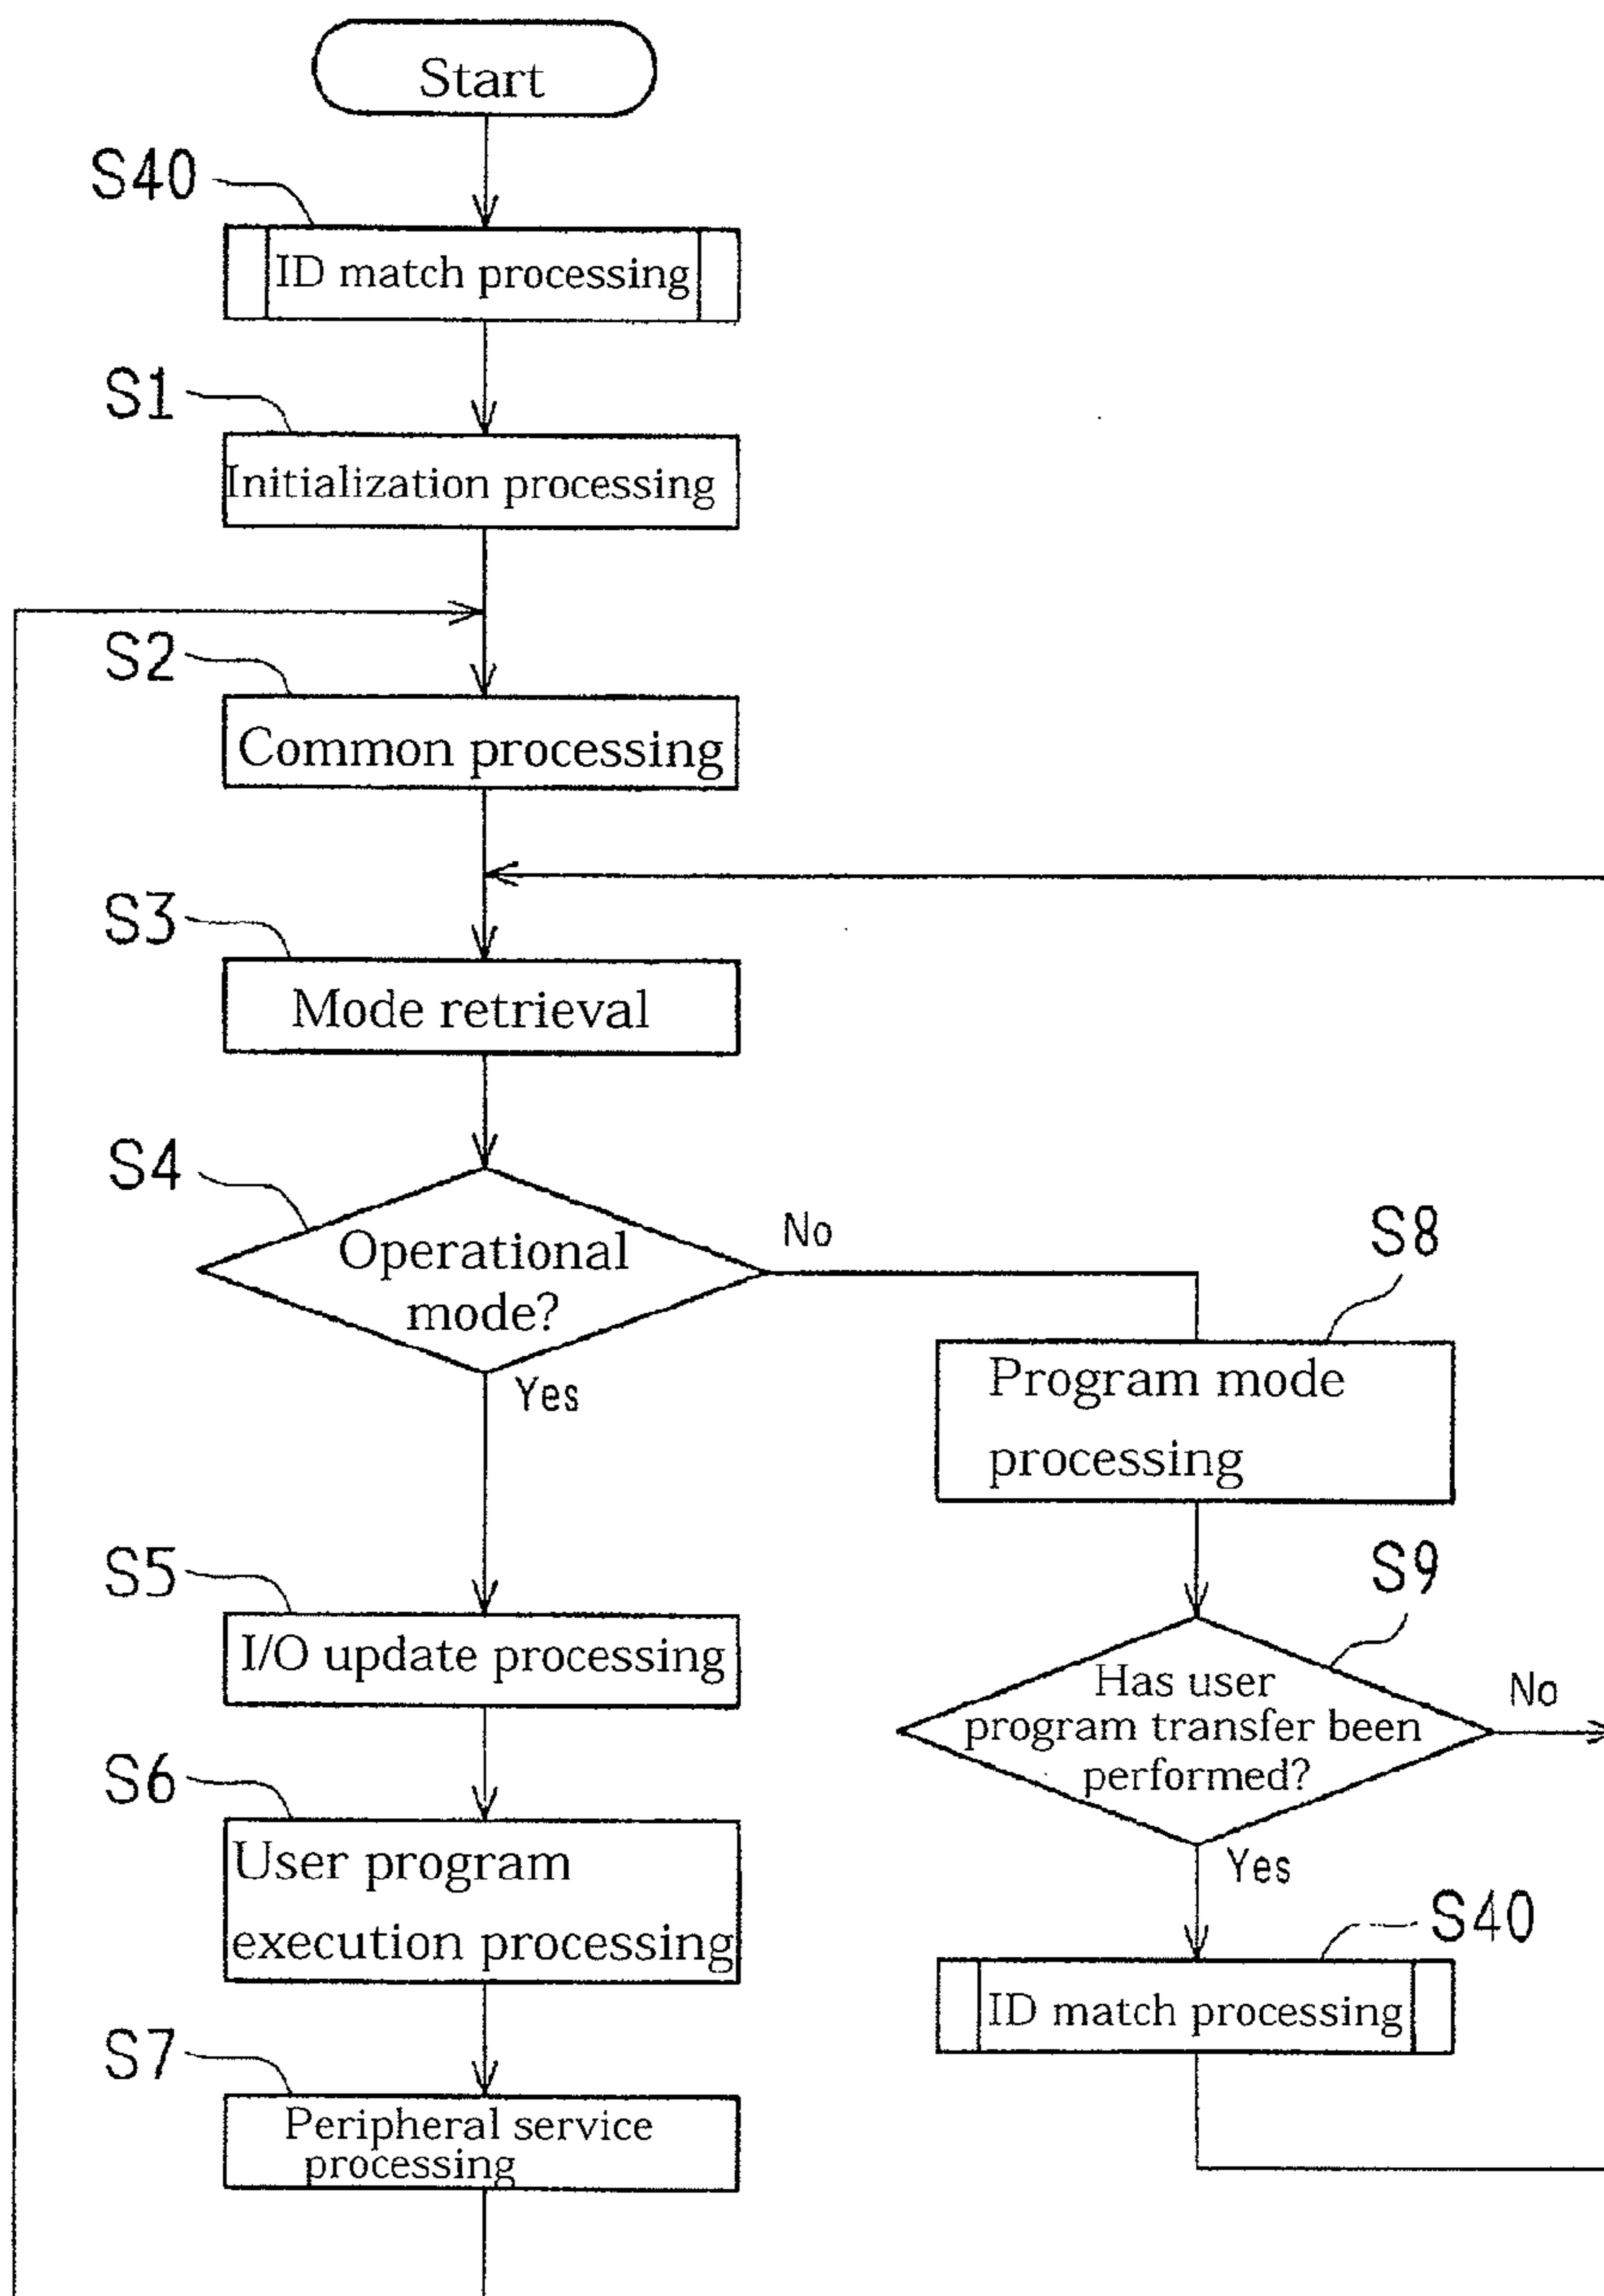 Start
S40
ID match processing
S1
Initialization processing
S2
Common processing
S3
Mode retrieval
S4
Operational
mode?
No
Yes
S8
Program mode
processing
S5
I/O update processing
S9
Has user
program transfer been
performed?
No
Yes
S6
User program
execution processing
S40
ID match processing
S7
Peripheral service
processing